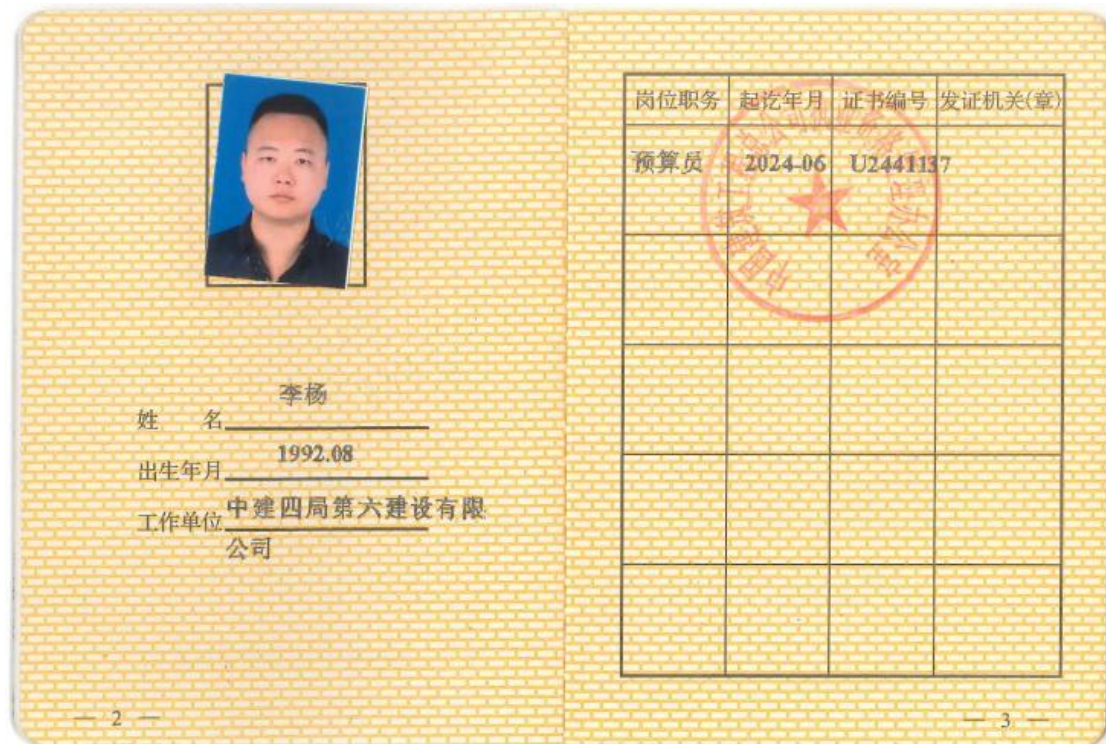 李杨
姓 名
1992.08
出生年月
工作单位 中建四局第六建设有限
公司
— 2 —
岗位职务 起讫年月 证书编号 发证机关(章)
预算员 2024-06 U2441137
— 3 —